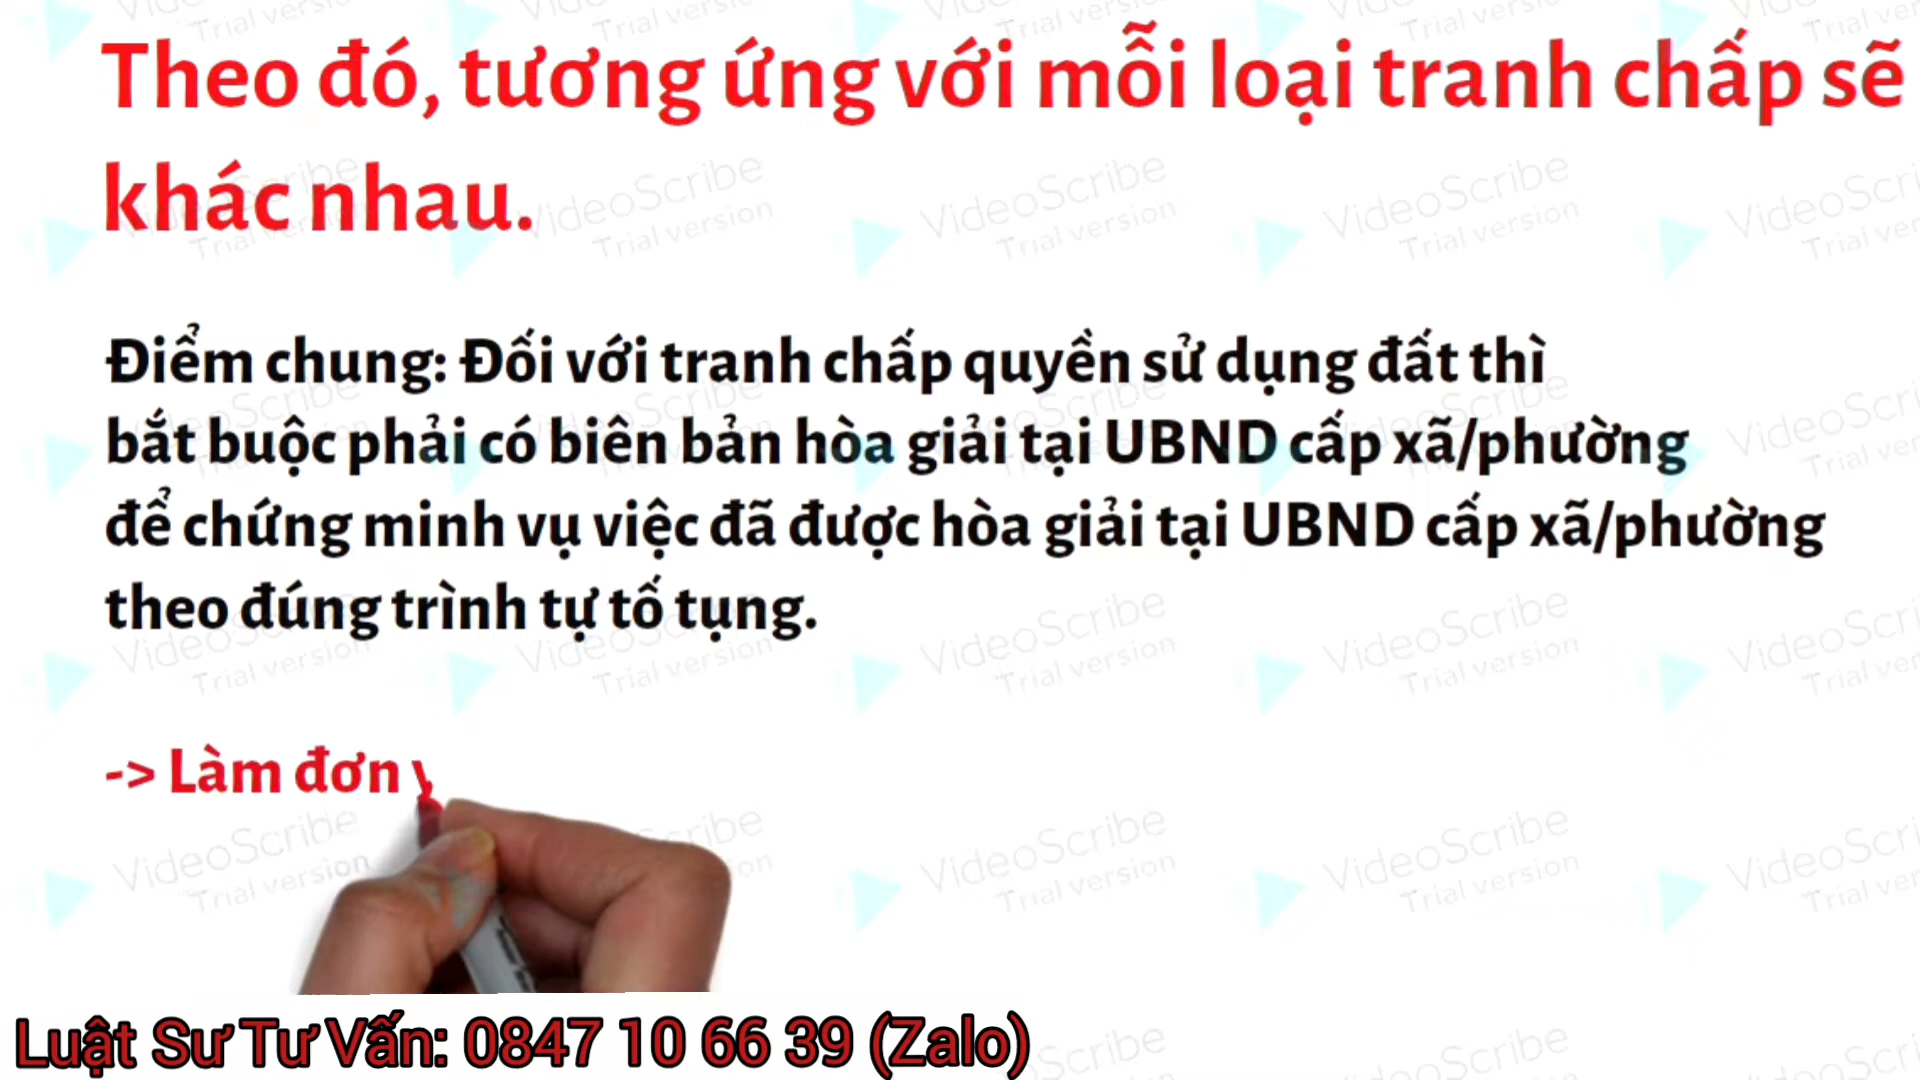 Theo đó, tương ứng với mỗi loại tranh chấp sẽ
khác nhau.
Điểm chung: Đối với tranh chấp quyền sử dụng đất thì
bắt buộc phải có biên bản hòa giải tại UBND cấp xã/phường
để chứng minh vụ việc đã được hòa giải tại UBND cấp xã/phường
theo đúng trình tự tố tụng.
-> Làm đơn
Luật Sư Tư Vấn: 0847 10 66 39 (Zalo)
VideoScribe
Trial version